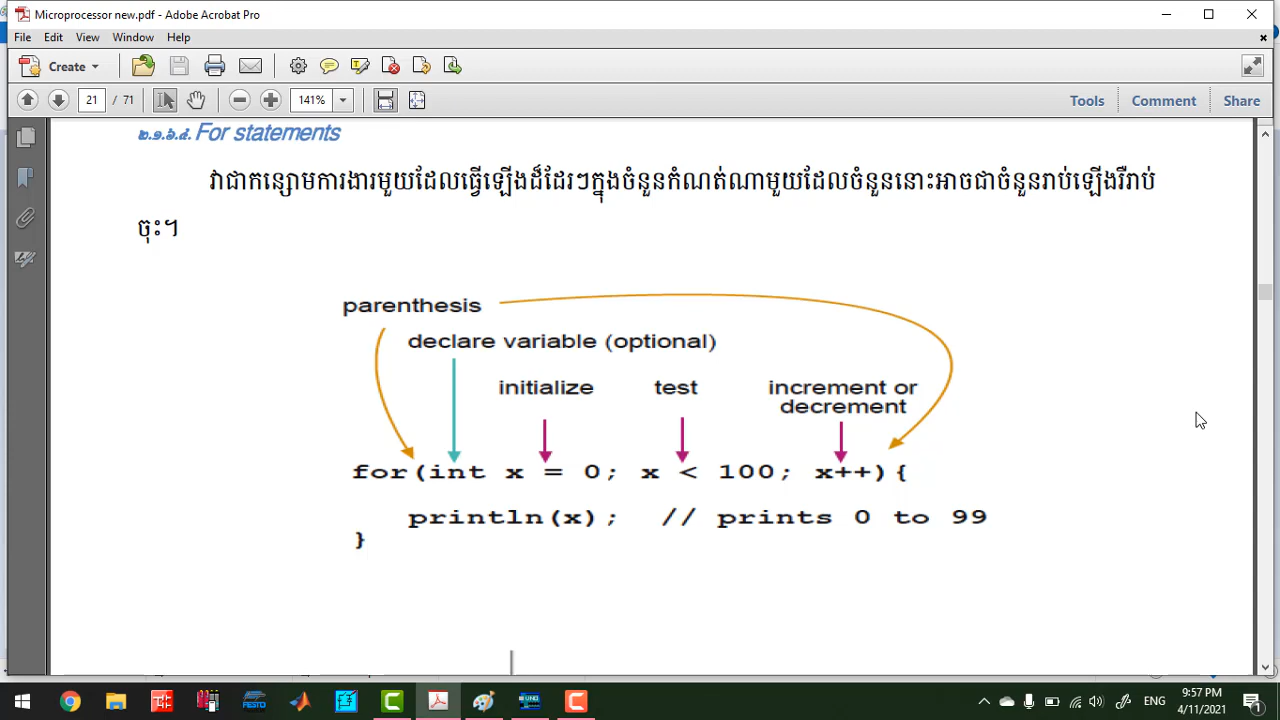 Microprocessor new.pdf - Adobe Acrobat Pro
File Edit View Window Help
Create
21 / 71 141% Tools Comment Share
២.១.៦.៤. For statements
វាជាកន្សោមការងារមួយដែលធ្វើឡើងដ៏ដែរៗក្នុងចំនួនកំណត់ណាមួយដែលចំនួននោះអាចជាចំនួនរាប់ឡើងរឺរាប់
ចុះ។
parenthesis
declare variable (optional)
initialize test increment or
decrement
for(int x = 0; x < 100; x++){
println(x); // prints 0 to 99
}
ENG 9:57 PM
4/11/2021